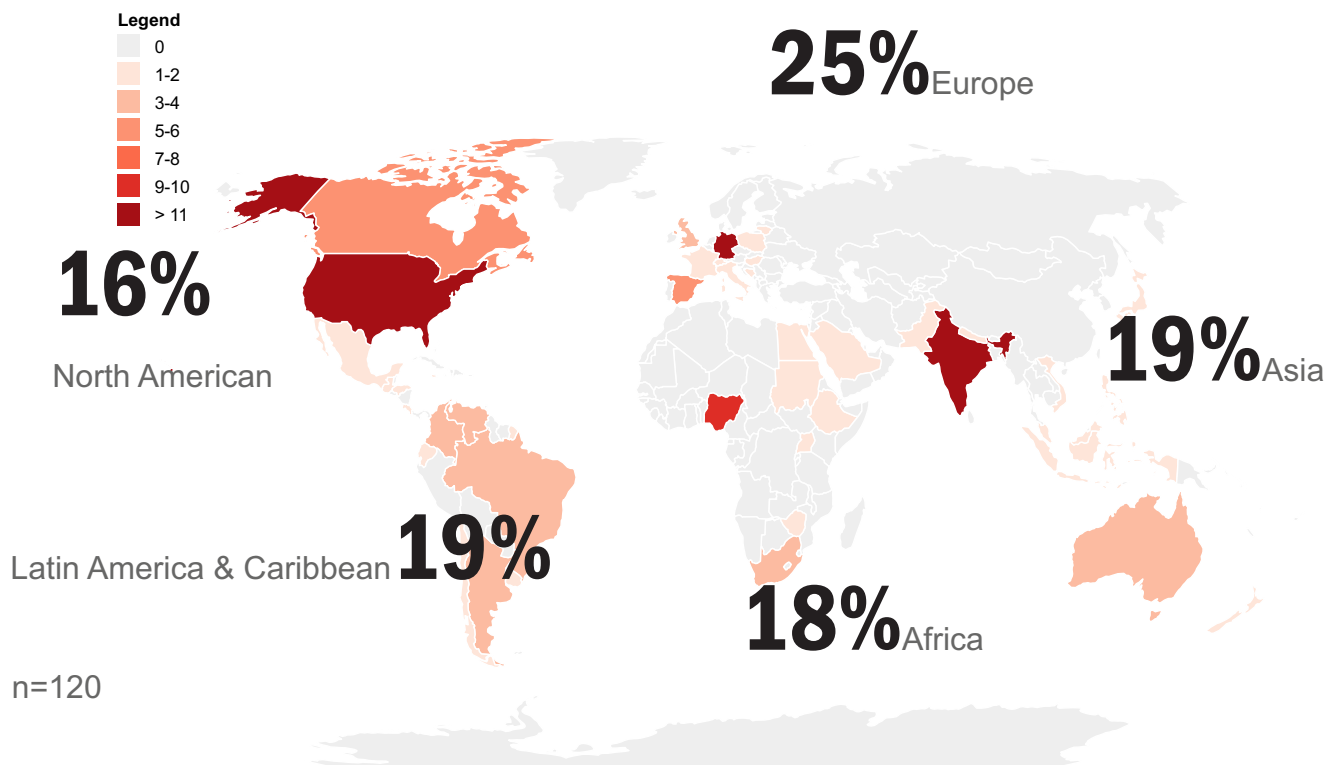 Legend
0
1-2
3-4
5-6
7-8
9-10
> 11
25% Europe
16%
North American
19% Asia
Latin America & Caribbean 19%
18% Africa
n=120